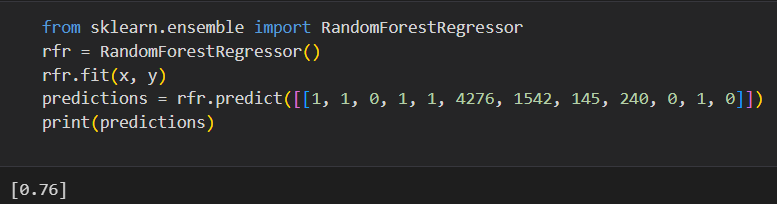 from sklearn.ensemble import RandomForestRegressor
rfr = RandomForestRegressor()
rfr.fit(x, y)
predictions = rfr.predict([[1, 1, 0, 1, 1, 4276, 1542, 145, 240, 0, 1, 0]])
print(predictions)
[0.76]